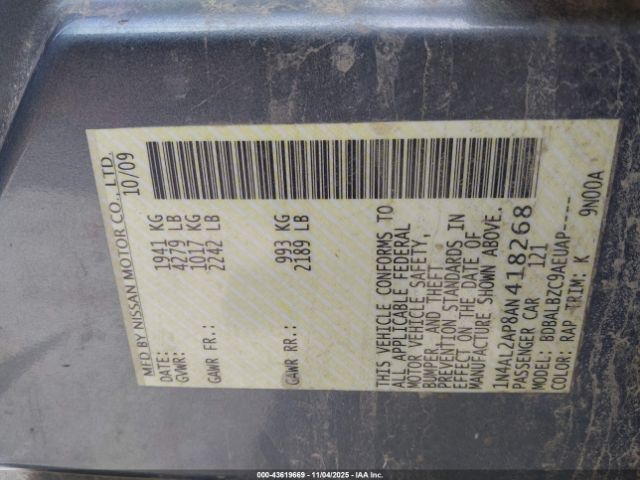 MFD BY NISSAN MOTOR CO., LTD.
DATE: 10/09
GVWR: 1941 KG
4279 LB
GAWR FR.: 1017 KG
2242 LB
GAWR RR.: 993 KG
2189 LB
THIS VEHICLE CONFORMS TO
ALL APPLICABLE FEDERAL
MOTOR VEHICLE SAFETY,
BUMPER, AND THEFT
PREVENTION STANDARDS IN
EFFECT ON THE DATE OF
MANUFACTURE SHOWN ABOVE.
1N4AL2AP8AN418268
PASSENGER CAR 121
MODEL: BDBALBZC9AEUAP----
COLOR: RAP TRIM: K 9N00A
000-43619669 - 11/04/2025 - IAA Inc.